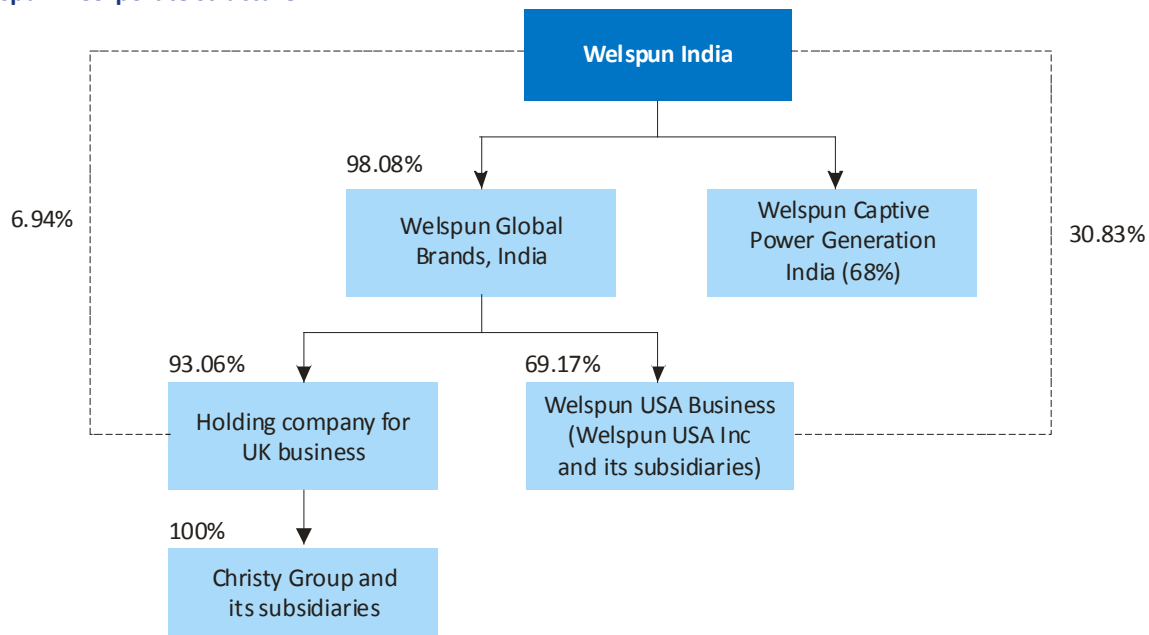 Welspun India
98.08%
6.94%
Welspun Global
Brands, India
Welspun Captive
Power Generation
India (68%)
30.83%
93.06%
69.17%
Holding company for
UK business
Welspun USA Business
(Welspun USA Inc
and its subsidiaries)
100%
Christy Group and
its subsidiaries